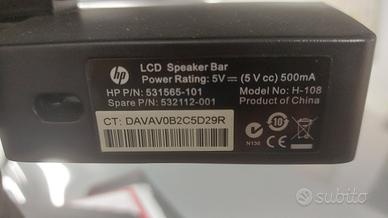 hp
LCD Speaker Bar
Power Rating: 5V⎓(5 V cc) 500mA
HP P/N: 531565-101 Model No: H-108
Spare P/N: 532112-001 Product of China
CT: DAVAV0B2C5D29R
N136
10
subito